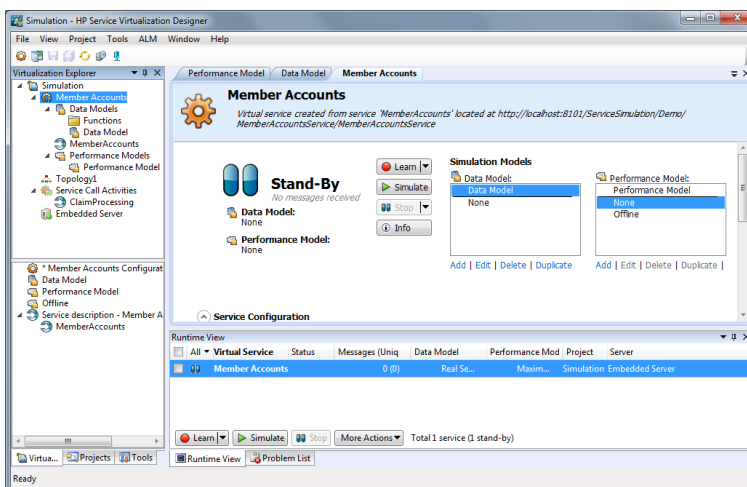 Simulation - HP Service Virtualization Designer
File View Project Tools ALM Window Help
Virtualization Explorer
Simulation
Member Accounts
Data Models
Functions
Data Model
MemberAccounts
Performance Models
Performance Model
Topology1
Service Call Activities
ClaimProcessing
Embedded Server
* Member Accounts Configurat
Data Model
Performance Model
Offline
Service description - Member A
MemberAccounts
Virtua... Projects Tools
Performance Model Data Model Member Accounts
Member Accounts
Virtual service created from service 'MemberAccounts' located at http://localhost:8101/ServiceSimulation/Demo/
MemberAccountsService/MemberAccountsService
Stand-By
No messages received
Data Model:
None
Performance Model:
None
Learn
Simulate
Stop
Info
Simulation Models
Data Model:
Data Model
None
Add | Edit | Delete | Duplicate
Performance Model:
Performance Model
None
Offline
Add | Edit | Delete | Duplicate |
Service Configuration
Runtime View
All Virtual Service Status Messages (Uniq Data Model Performance Mod Project Server
Member Accounts 0 (0) Real Se... Maxim... Simulation Embedded Server
Learn Simulate Stop More Actions Total 1 service (1 stand-by)
Runtime View Problem List
Ready